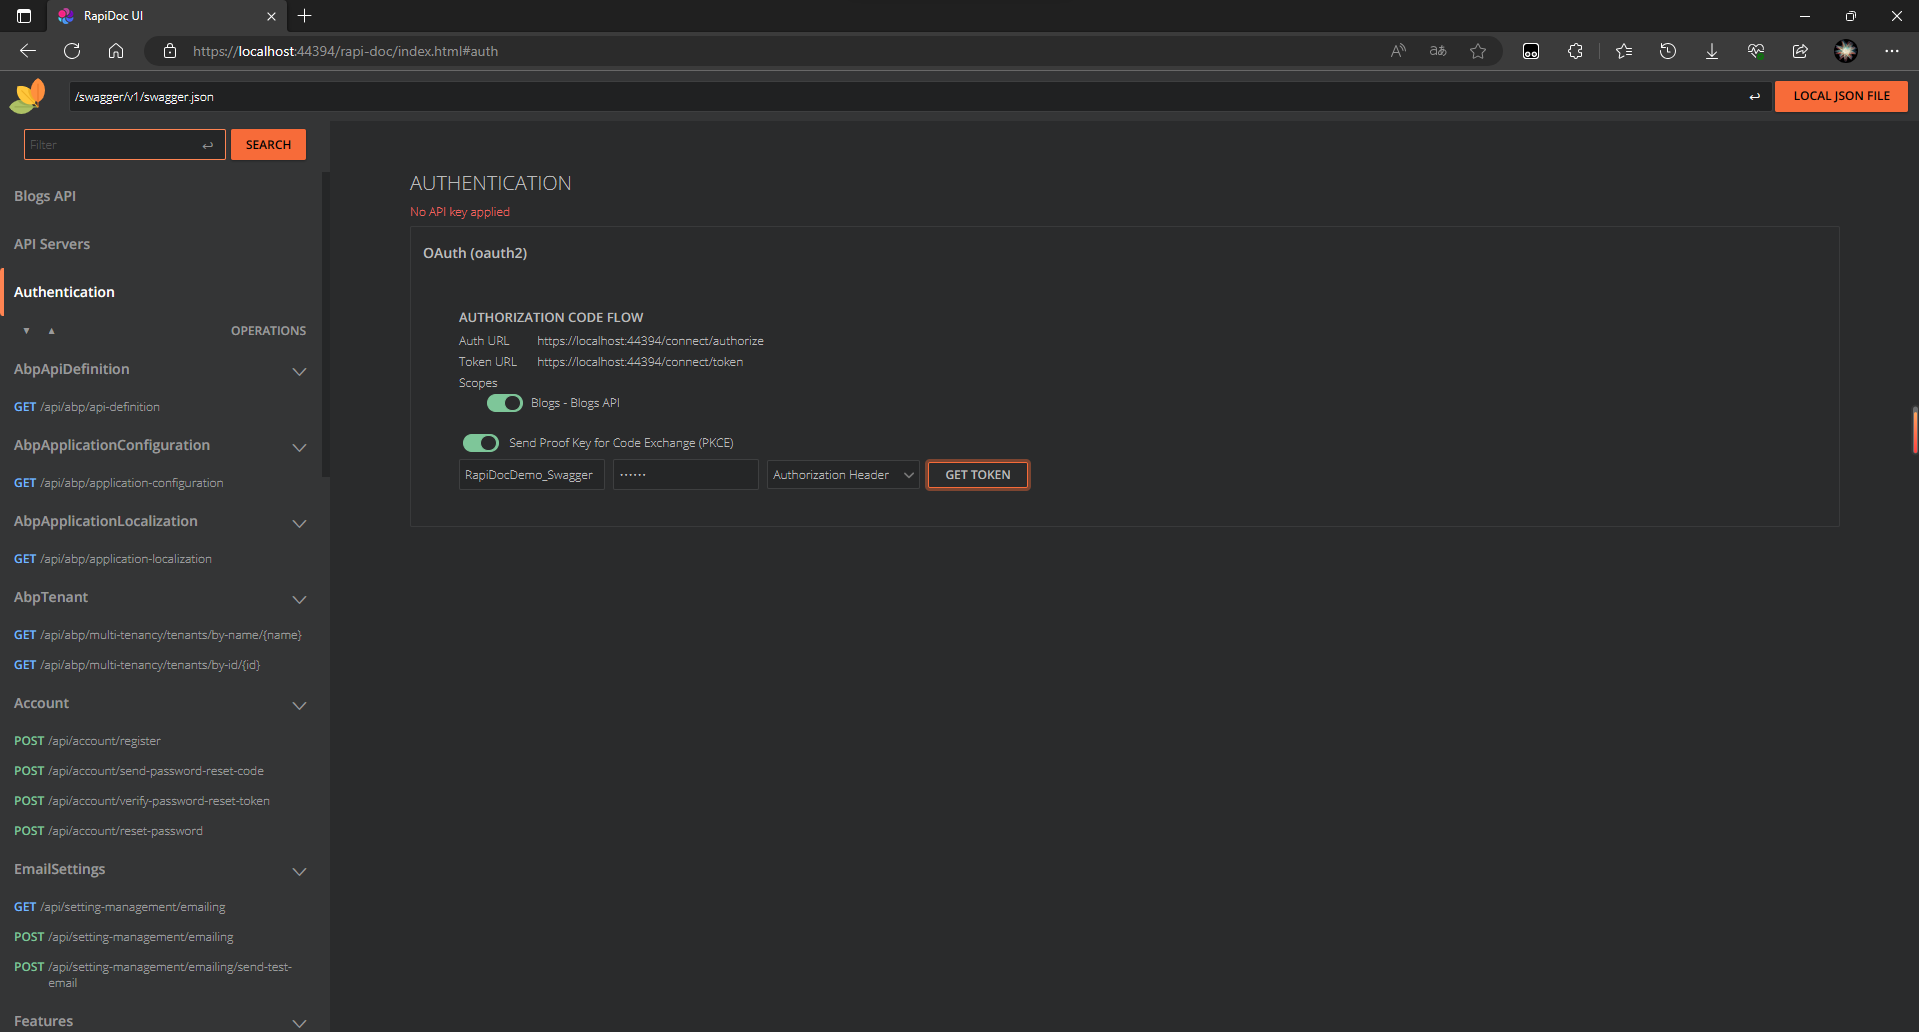 RapiDoc UI
https://localhost:44394/rapi-doc/index.html#auth
/swagger/v1/swagger.json
LOCAL JSON FILE
Filter
SEARCH
Blogs API
API Servers
Authentication
OPERATIONS
AbpApiDefinition
GET /api/abp/api-definition
AbpApplicationConfiguration
GET /api/abp/application-configuration
AbpApplicationLocalization
GET /api/abp/application-localization
AbpTenant
GET /api/abp/multi-tenancy/tenants/by-name/{name}
GET /api/abp/multi-tenancy/tenants/by-id/{id}
Account
POST /api/account/register
POST /api/account/send-password-reset-code
POST /api/account/verify-password-reset-token
POST /api/account/reset-password
EmailSettings
GET /api/setting-management/emailing
POST /api/setting-management/emailing
POST /api/setting-management/emailing/send-test-
email
Features
AUTHENTICATION
No API key applied
OAuth (oauth2)
AUTHORIZATION CODE FLOW
Auth URL https://localhost:44394/connect/authorize
Token URL https://localhost:44394/connect/token
Scopes
Blogs - Blogs API
Send Proof Key for Code Exchange (PKCE)
RapiDocDemo_Swagger
······
Authorization Header
GET TOKEN